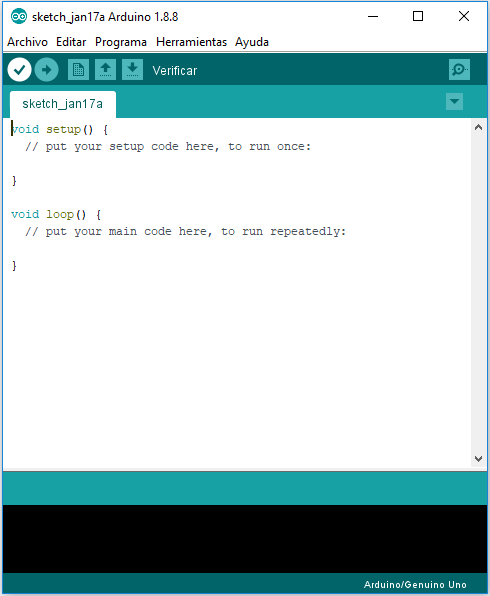 sketch_jan17a Arduino 1.8.8
Archivo Editar Programa Herramientas Ayuda
Verificar
sketch_jan17a
void setup() {
  // put your setup code here, to run once:
}
void loop() {
  // put your main code here, to run repeatedly:
}
Arduino/Genuino Uno